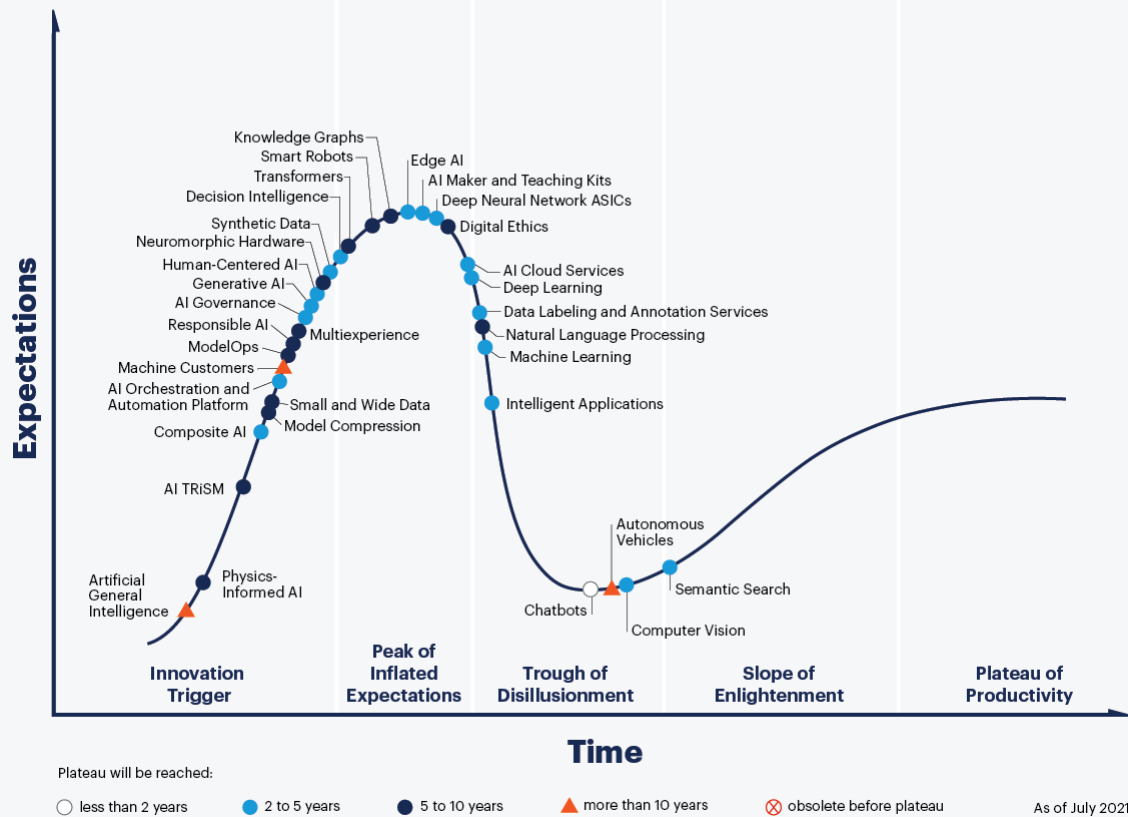 Expectations
Knowledge Graphs
Smart Robots
Transformers
Decision Intelligence
Synthetic Data
Neuromorphic Hardware
Human-Centered AI
Generative AI
AI Governance
Responsible AI
Multiexperience
ModelOps
Machine Customers
AI Orchestration and
Automation Platform
Small and Wide Data
Model Compression
Composite AI
AI TRiSM
Physics-
Informed AI
Artificial
General
Intelligence
Edge AI
AI Maker and Teaching Kits
Deep Neural Network ASICs
Digital Ethics
AI Cloud Services
Deep Learning
Data Labeling and Annotation Services
Natural Language Processing
Machine Learning
Intelligent Applications
Autonomous
Vehicles
Chatbots
Semantic Search
Computer Vision
Innovation
Trigger
Peak of
Inflated
Expectations
Trough of
Disillusionment
Slope of
Enlightenment
Plateau of
Productivity
Time
Plateau will be reached:
less than 2 years
2 to 5 years
5 to 10 years
more than 10 years
obsolete before plateau
As of July 2021